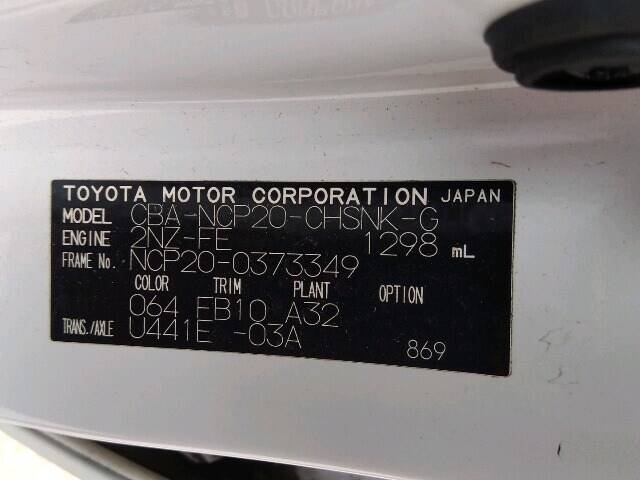 TOYOTA MOTOR CORPORATION JAPAN
MODEL CBA-NCP20-CHSNK-G
ENGINE 2NZ-FE 1298 mL
FRAME No. NCP20-0373349
COLOR TRIM PLANT OPTION
064 FB10 A32
TRANS./AXLE U441E -03A
869